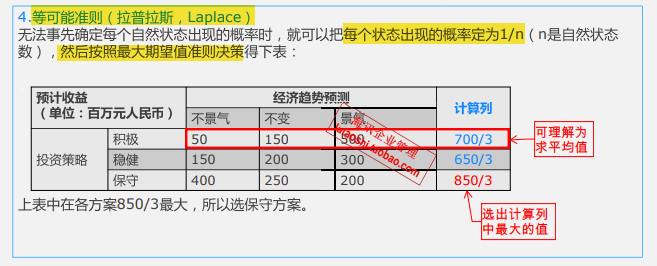 4.等可能准则（拉普拉斯，Laplace）
无法事先确定每个自然状态出现的概率时，就可以把每个状态出现的概率定为1/n（n是自然状态
数），然后按照最大期望值准则决策得下表：
预计收益
（单位：百万元人民币） 经济趋势预测 计算列
不景气 不变 景气
投资策略 积极 50 150 500 700/3
稳健 150 200 300 650/3
保守 400 250 200 850/3
可理解为
求平均值
上表中在各方案850/3最大，所以选保守方案。
选出计算列
中最大的值